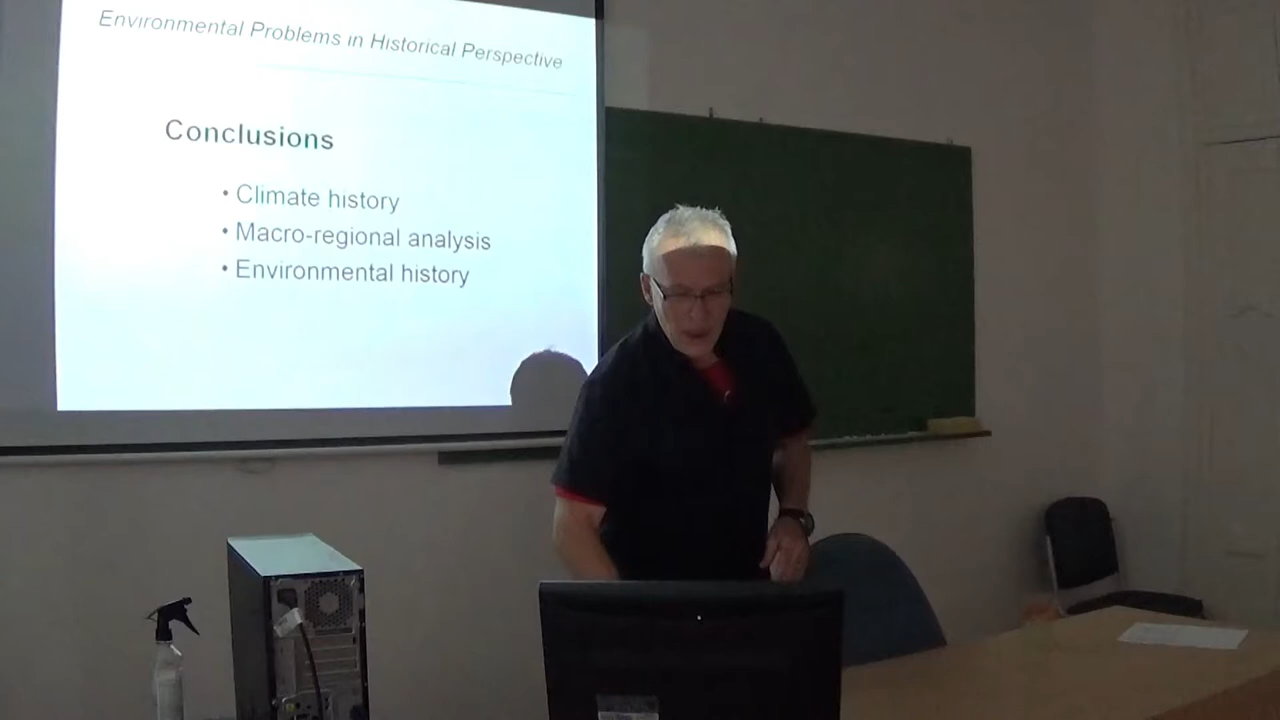 Environmental Problems in Historical Perspective
Conclusions
• Climate history
• Macro-regional analysis
• Environmental history